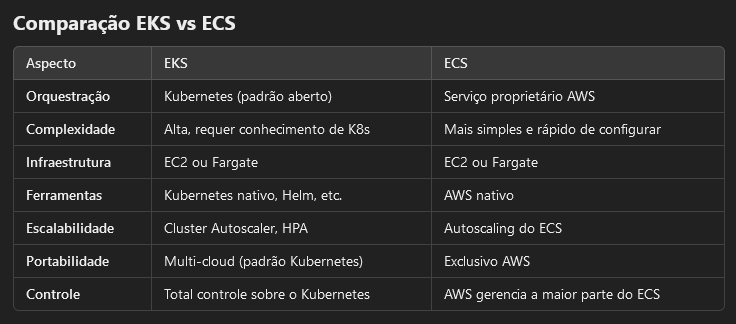 Comparação EKS vs ECS
Aspecto EKS ECS
Orquestração Kubernetes (padrão aberto) Serviço proprietário AWS
Complexidade Alta, requer conhecimento de K8s Mais simples e rápido de configurar
Infraestrutura EC2 ou Fargate EC2 ou Fargate
Ferramentas Kubernetes nativo, Helm, etc. AWS nativo
Escalabilidade Cluster Autoscaler, HPA Autoscaling do ECS
Portabilidade Multi-cloud (padrão Kubernetes) Exclusivo AWS
Controle Total controle sobre o Kubernetes AWS gerencia a maior parte do ECS